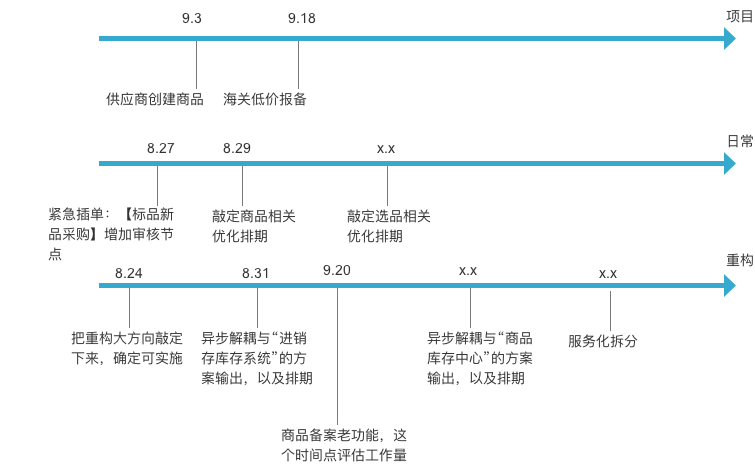 9.3
9.18
项目
供应商创建商品
海关低价报备
8.27
8.29
x.x
日常
紧急插单：【标品新
品采购】增加审核节
点
敲定商品相关
优化排期
敲定选品相关
优化排期
8.24
8.31
9.20
x.x
x.x
重构
把重构大方向敲定
下来，确定可实施
异步解耦与“进销
存库存系统”的方
案输出，以及排期
商品备案老功能，这
个时间点评估工作量
异步解耦与“商品
库存中心”的方案
输出，以及排期
服务化拆分